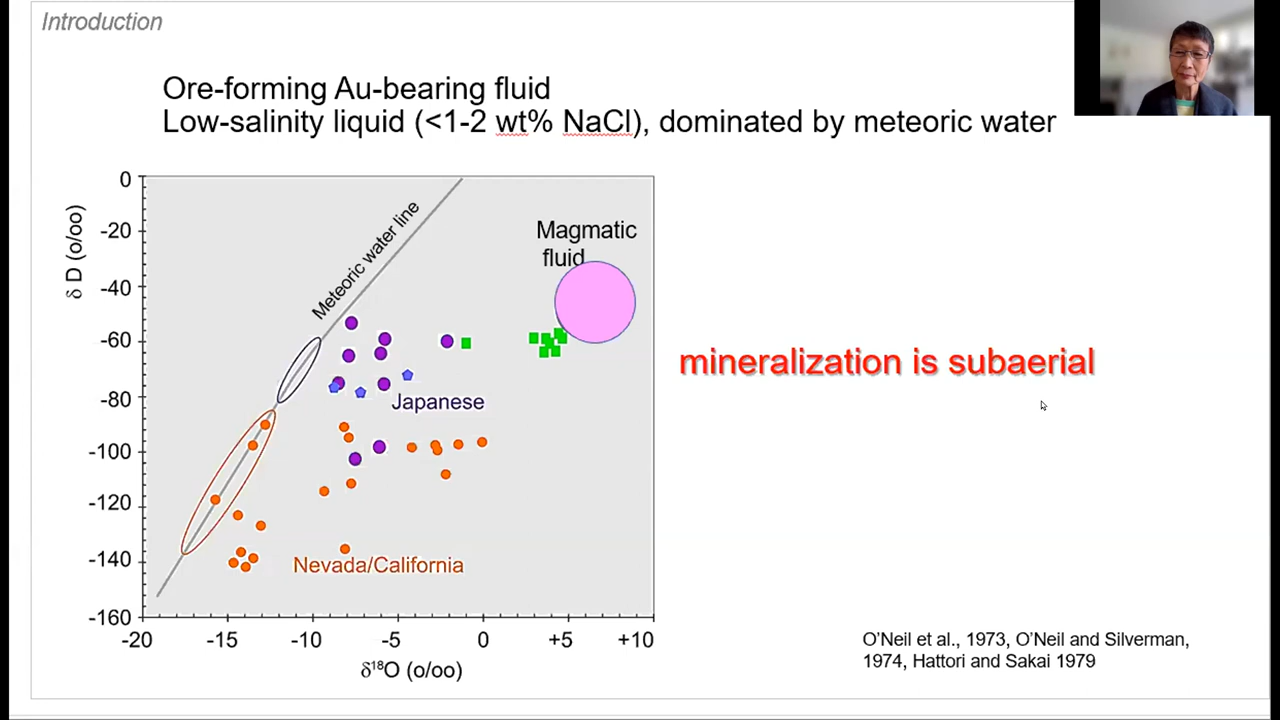 Introduction
Ore-forming Au-bearing fluid
Low-salinity liquid (<1-2 wt% NaCl), dominated by meteoric water
0
-20
-40
-60
-80
-100
-120
-140
-160
δ D (o/oo)
Meteoric water line
Magmatic
fluid
Japanese
Nevada/California
-20
-15
-10
-5
0
+5
+10
δ¹⁸O (o/oo)
mineralization is subaerial
O'Neil et al., 1973, O'Neil and Silverman,
1974, Hattori and Sakai 1979